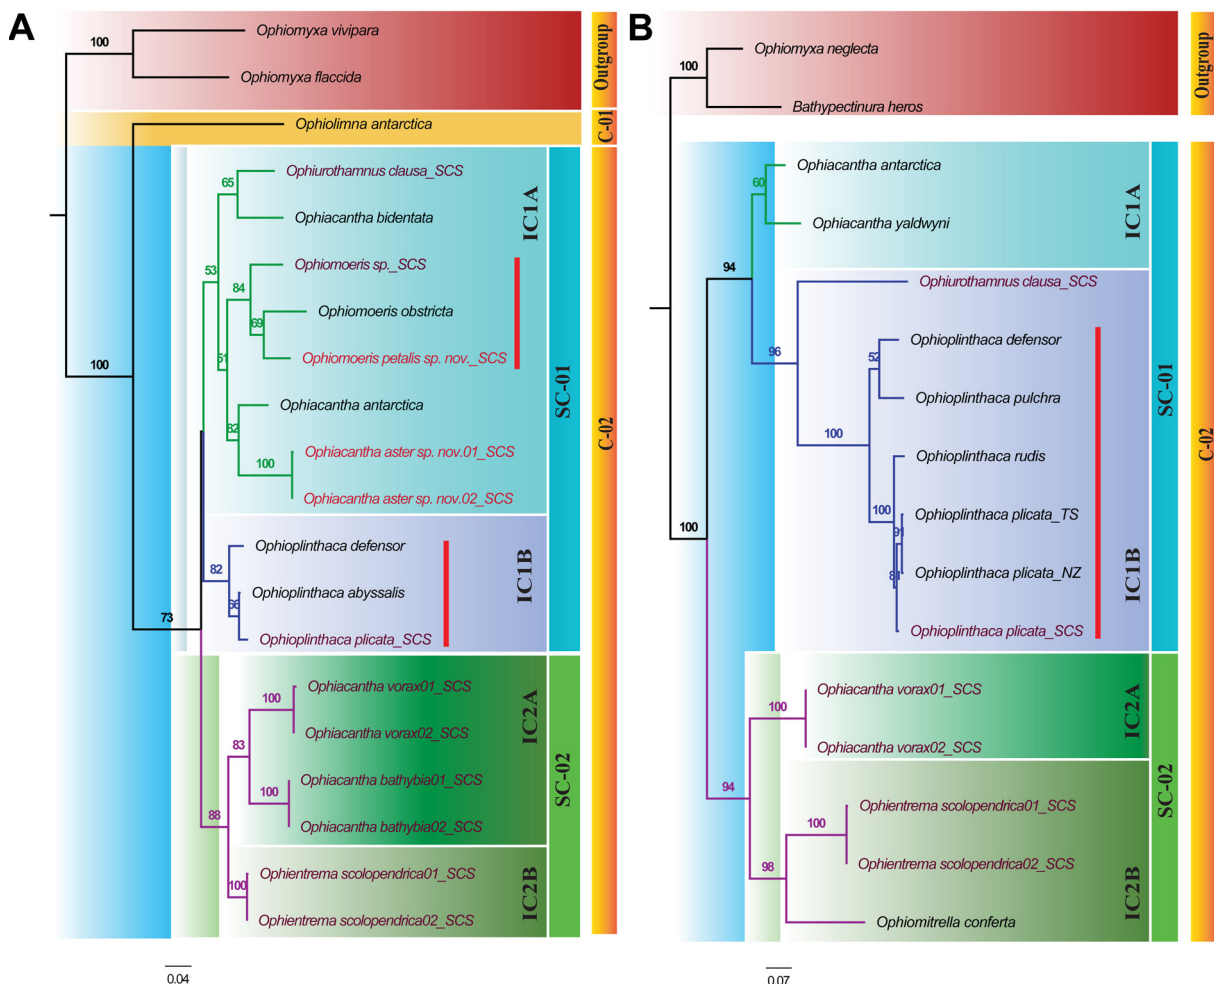 A
100
Ophiomyxa vivipara
Ophiomyxa flaccida
Outgroup
Ophiolimna antarctica
C-01
100
73
65
Ophiurothamnus clausa_SCS
Ophiacantha bidentata
53
84
Ophiomoeris sp._SCS
69
Ophiomoeris obstricta
Ophiomoeris petalis sp. nov._SCS
51
82
Ophiacantha antarctica
100
Ophiacantha aster sp. nov.01_SCS
Ophiacantha aster sp. nov.02_SCS
IC1A
82
Ophioplinthaca defensor
66
Ophioplinthaca abyssalis
Ophioplinthaca plicata_SCS
IC1B
SC-01
88
83
100
Ophiacantha vorax01_SCS
Ophiacantha vorax02_SCS
100
Ophiacantha bathybia01_SCS
Ophiacantha bathybia02_SCS
IC2A
100
Ophientrema scolopendrica01_SCS
Ophientrema scolopendrica02_SCS
IC2B
SC-02
C-02
0.04
B
100
Ophiomyxa neglecta
Bathypectinura heros
Outgroup
100
94
60
Ophiacantha antarctica
Ophiacantha yaldwyni
IC1A
96
Ophiurothamnus clausa_SCS
100
52
Ophioplinthaca defensor
Ophioplinthaca pulchra
100
Ophioplinthaca rudis
91
Ophioplinthaca plicata_TS
Ophioplinthaca plicata_NZ
Ophioplinthaca plicata_SCS
IC1B
SC-01
94
100
Ophiacantha vorax01_SCS
Ophiacantha vorax02_SCS
IC2A
98
100
Ophientrema scolopendrica01_SCS
Ophientrema scolopendrica02_SCS
Ophiomitrella conferta
IC2B
SC-02
C-02
0.07